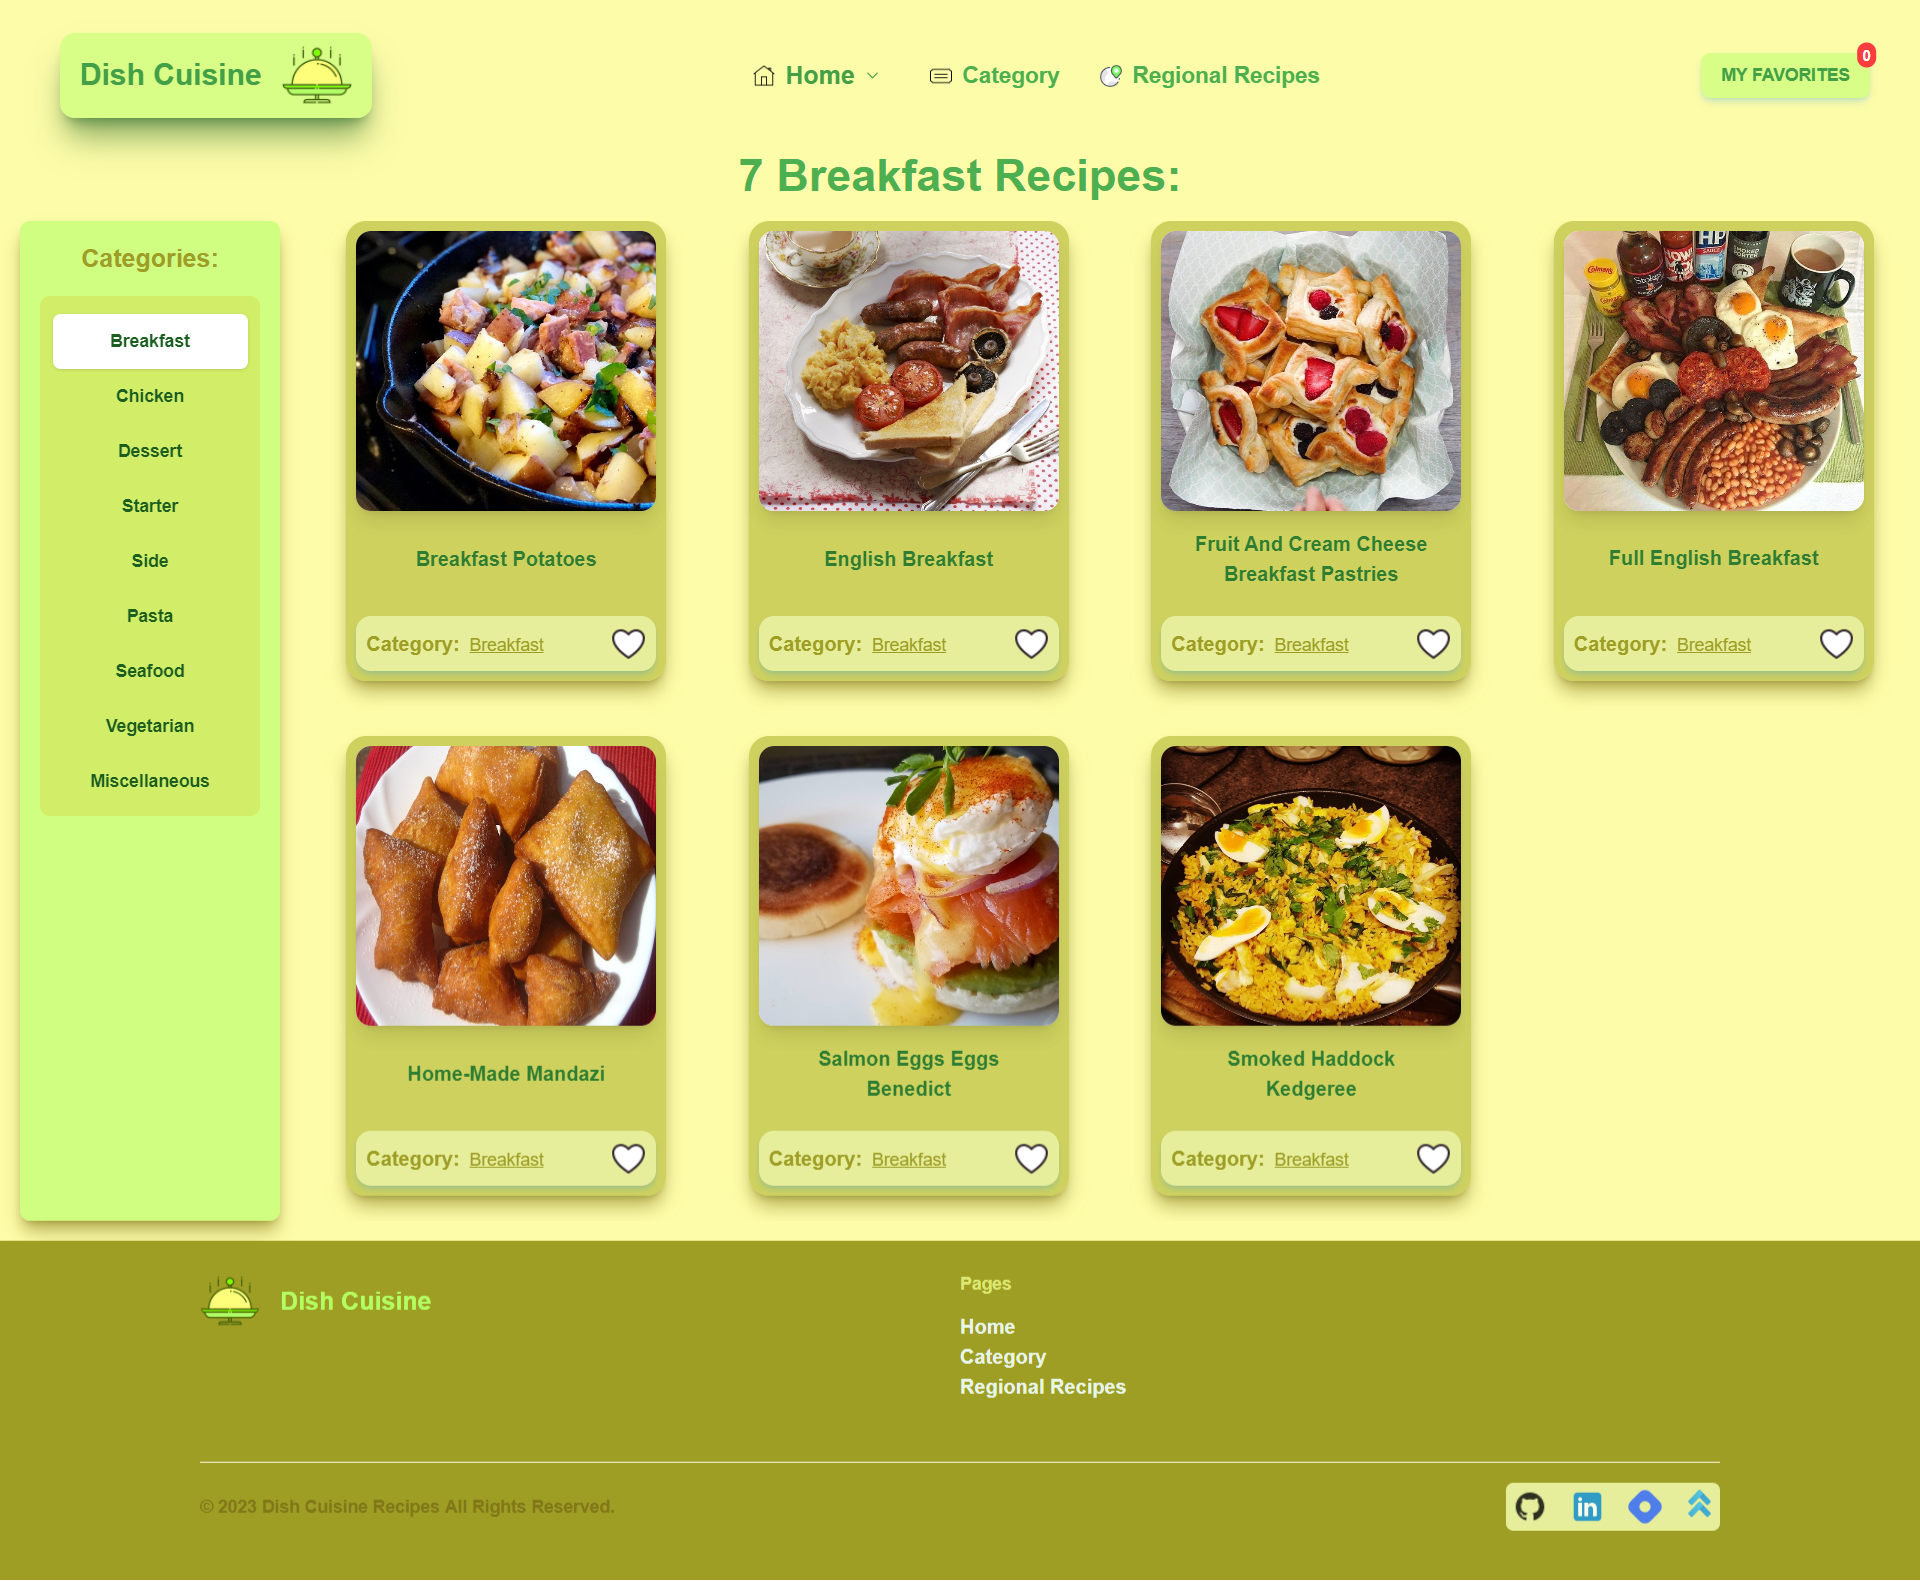 Dish Cuisine
Home
Category
Regional Recipes
MY FAVORITES
0
7 Breakfast Recipes:
Categories:
Breakfast
Chicken
Dessert
Starter
Side
Pasta
Seafood
Vegetarian
Miscellaneous
Breakfast Potatoes
Category: Breakfast
English Breakfast
Category: Breakfast
Fruit And Cream Cheese
Breakfast Pastries
Category: Breakfast
Colman's
HP
Full English Breakfast
Category: Breakfast
Home-Made Mandazi
Category: Breakfast
Salmon Eggs Eggs
Benedict
Category: Breakfast
Smoked Haddock
Kedgeree
Category: Breakfast
Dish Cuisine
Pages
Home
Category
Regional Recipes
© 2023 Dish Cuisine Recipes All Rights Reserved.
in